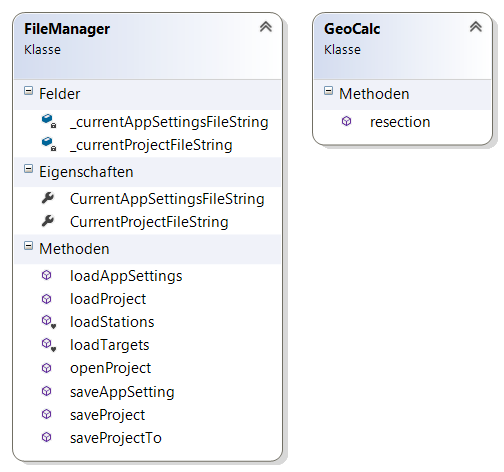 FileManager
Klasse
Felder
_currentAppSettingsFileString
_currentProjectFileString
Eigenschaften
CurrentAppSettingsFileString
CurrentProjectFileString
Methoden
loadAppSettings
loadProject
loadStations
loadTargets
openProject
saveAppSetting
saveProject
saveProjectTo
GeoCalc
Klasse
Methoden
resection